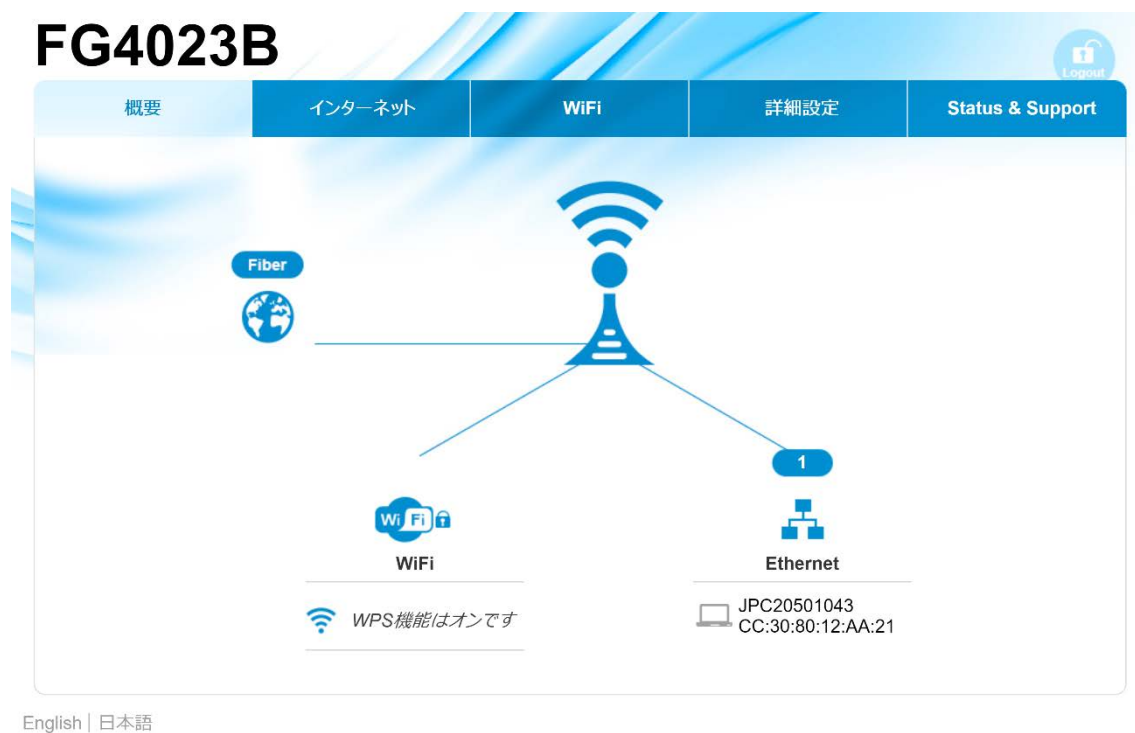 FG4023B
Logout
概要
インターネット
WiFi
詳細設定
Status & Support
Fiber
1
Wi Fi
WiFi
Ethernet
WPS機能はオンです
JPC20501043
CC:30:80:12:AA:21
English | 日本語